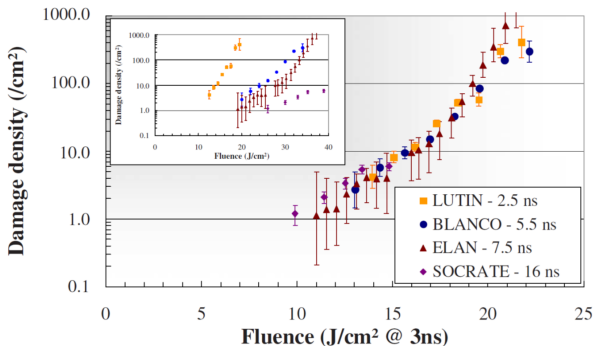 Damage density (/cm²)
1000.0
100.0
10.0
1.0
0.1
0
5
10
15
20
25
Fluence (J/cm² @ 3ns)
Damage density (/cm²)
1000.0
100.0
10.0
1.0
0.1
0
10
20
30
40
Fluence (J/cm²)
LUTIN - 2.5 ns
BLANCO - 5.5 ns
ELAN - 7.5 ns
SOCRATE - 16 ns